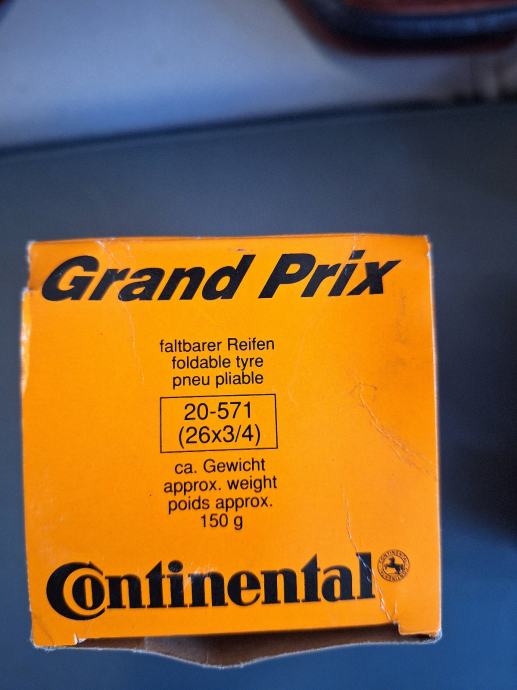 Grand Prix
faltbarer Reifen
foldable tyre
pneu pliable
20-571
(26x3/4)
ca. Gewicht
approx. weight
poids approx.
150 g
Continental